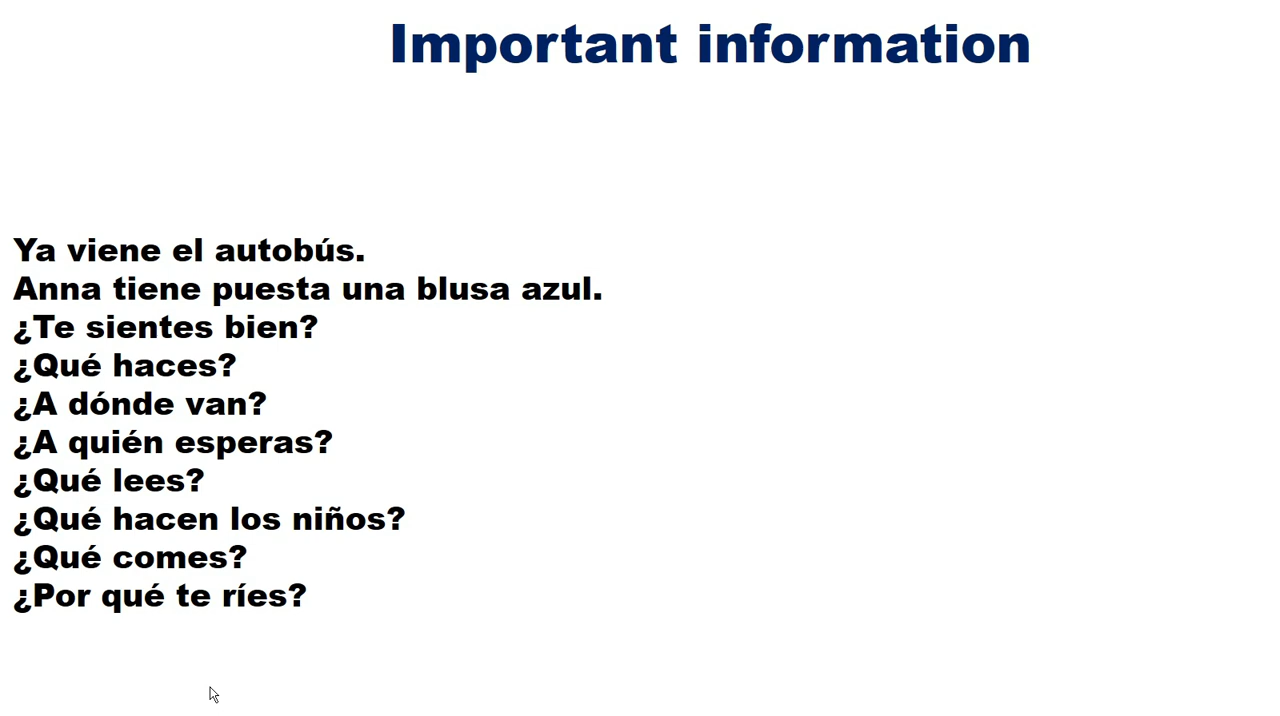 Important information
Ya viene el autobús.
Anna tiene puesta una blusa azul.
¿Te sientes bien?
¿Qué haces?
¿A dónde van?
¿A quién esperas?
¿Qué lees?
¿Qué hacen los niños?
¿Qué comes?
¿Por qué te ríes?